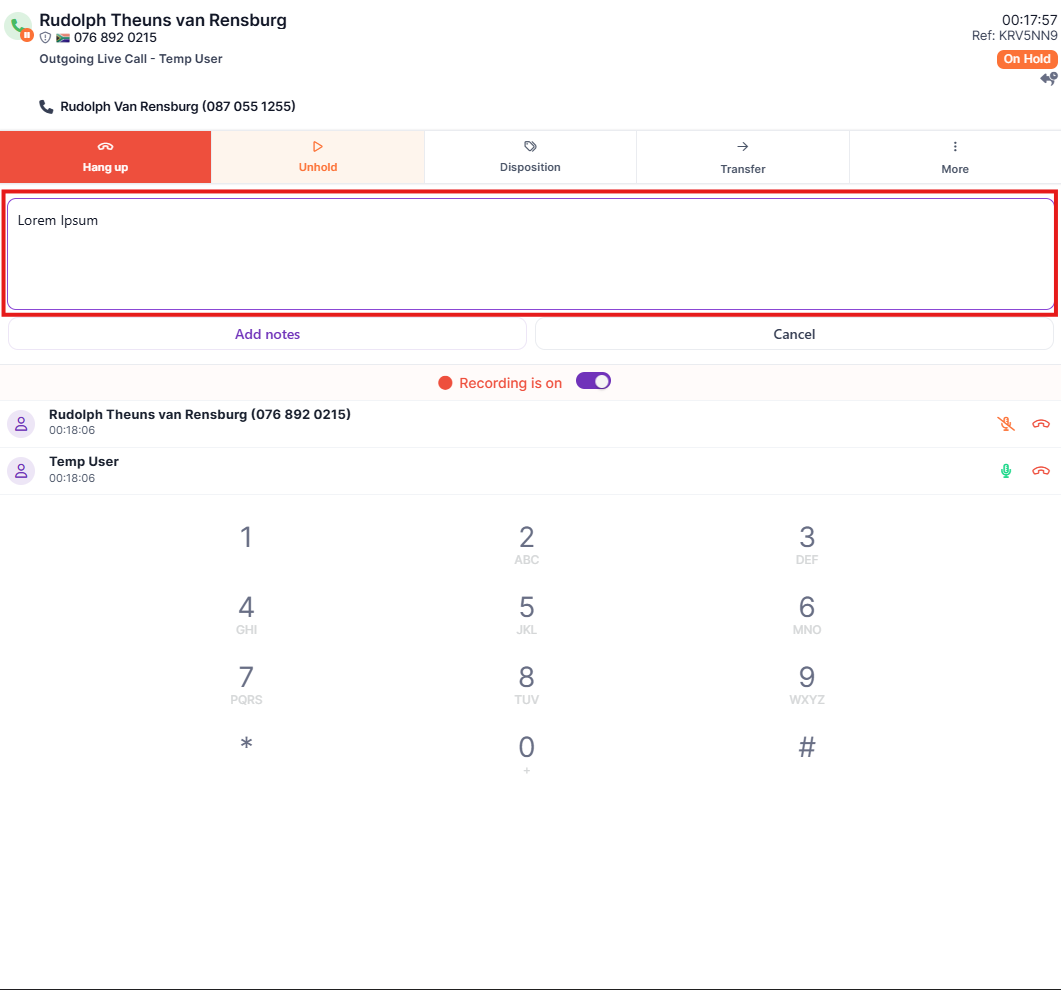 Rudolph Theuns van Rensburg
00:17:57
076 892 0215
Ref: KRV5NN9
Outgoing Live Call - Temp User
On Hold
Rudolph Van Rensburg (087 055 1255)
Hang up
Unhold
Disposition
Transfer
More
Lorem Ipsum
Add notes
Cancel
Recording is on
Rudolph Theuns van Rensburg (076 892 0215)
00:18:06
Temp User
00:18:06
1
2
3
ABC
DEF
4
5
6
GHI
JKL
MNO
7
8
9
PQRS
TUV
WXYZ
*
0
#
+